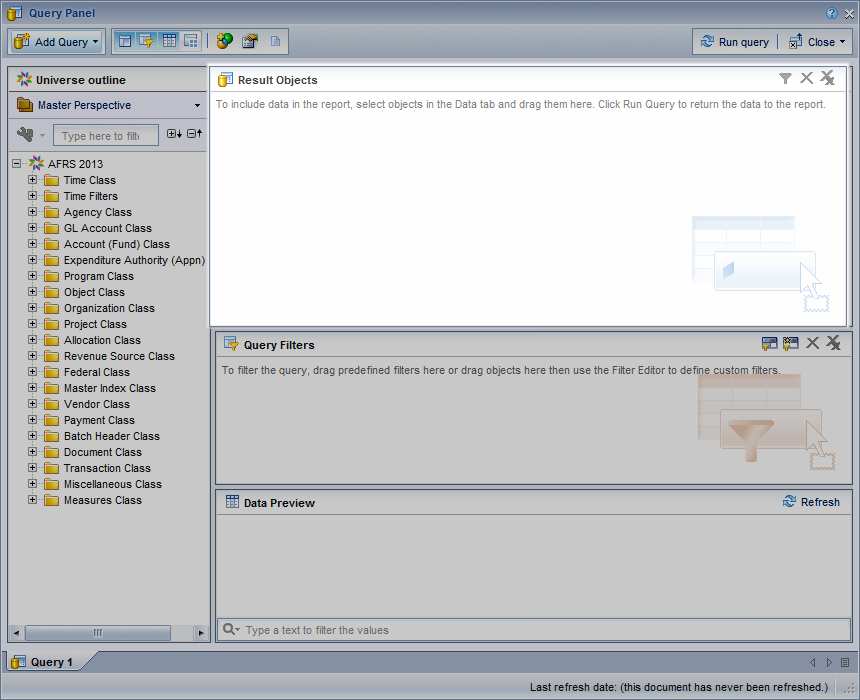 Query Panel
Add Query
Run query
Close
Universe outline
Master Perspective
Type here to filt
AFRS 2013
Time Class
Time Filters
Agency Class
GL Account Class
Account (Fund) Class
Expenditure Authority (Appn)
Program Class
Object Class
Organization Class
Project Class
Allocation Class
Revenue Source Class
Federal Class
Master Index Class
Vendor Class
Payment Class
Batch Header Class
Document Class
Transaction Class
Miscellaneous Class
Measures Class
Result Objects
To include data in the report, select objects in the Data tab and drag them here. Click Run Query to return the data to the report.
Query Filters
To filter the query, drag predefined filters here or drag objects here then use the Filter Editor to define custom filters.
Data Preview
Refresh
Type a text to filter the values
Query 1
Last refresh date: (this document has never been refreshed.)